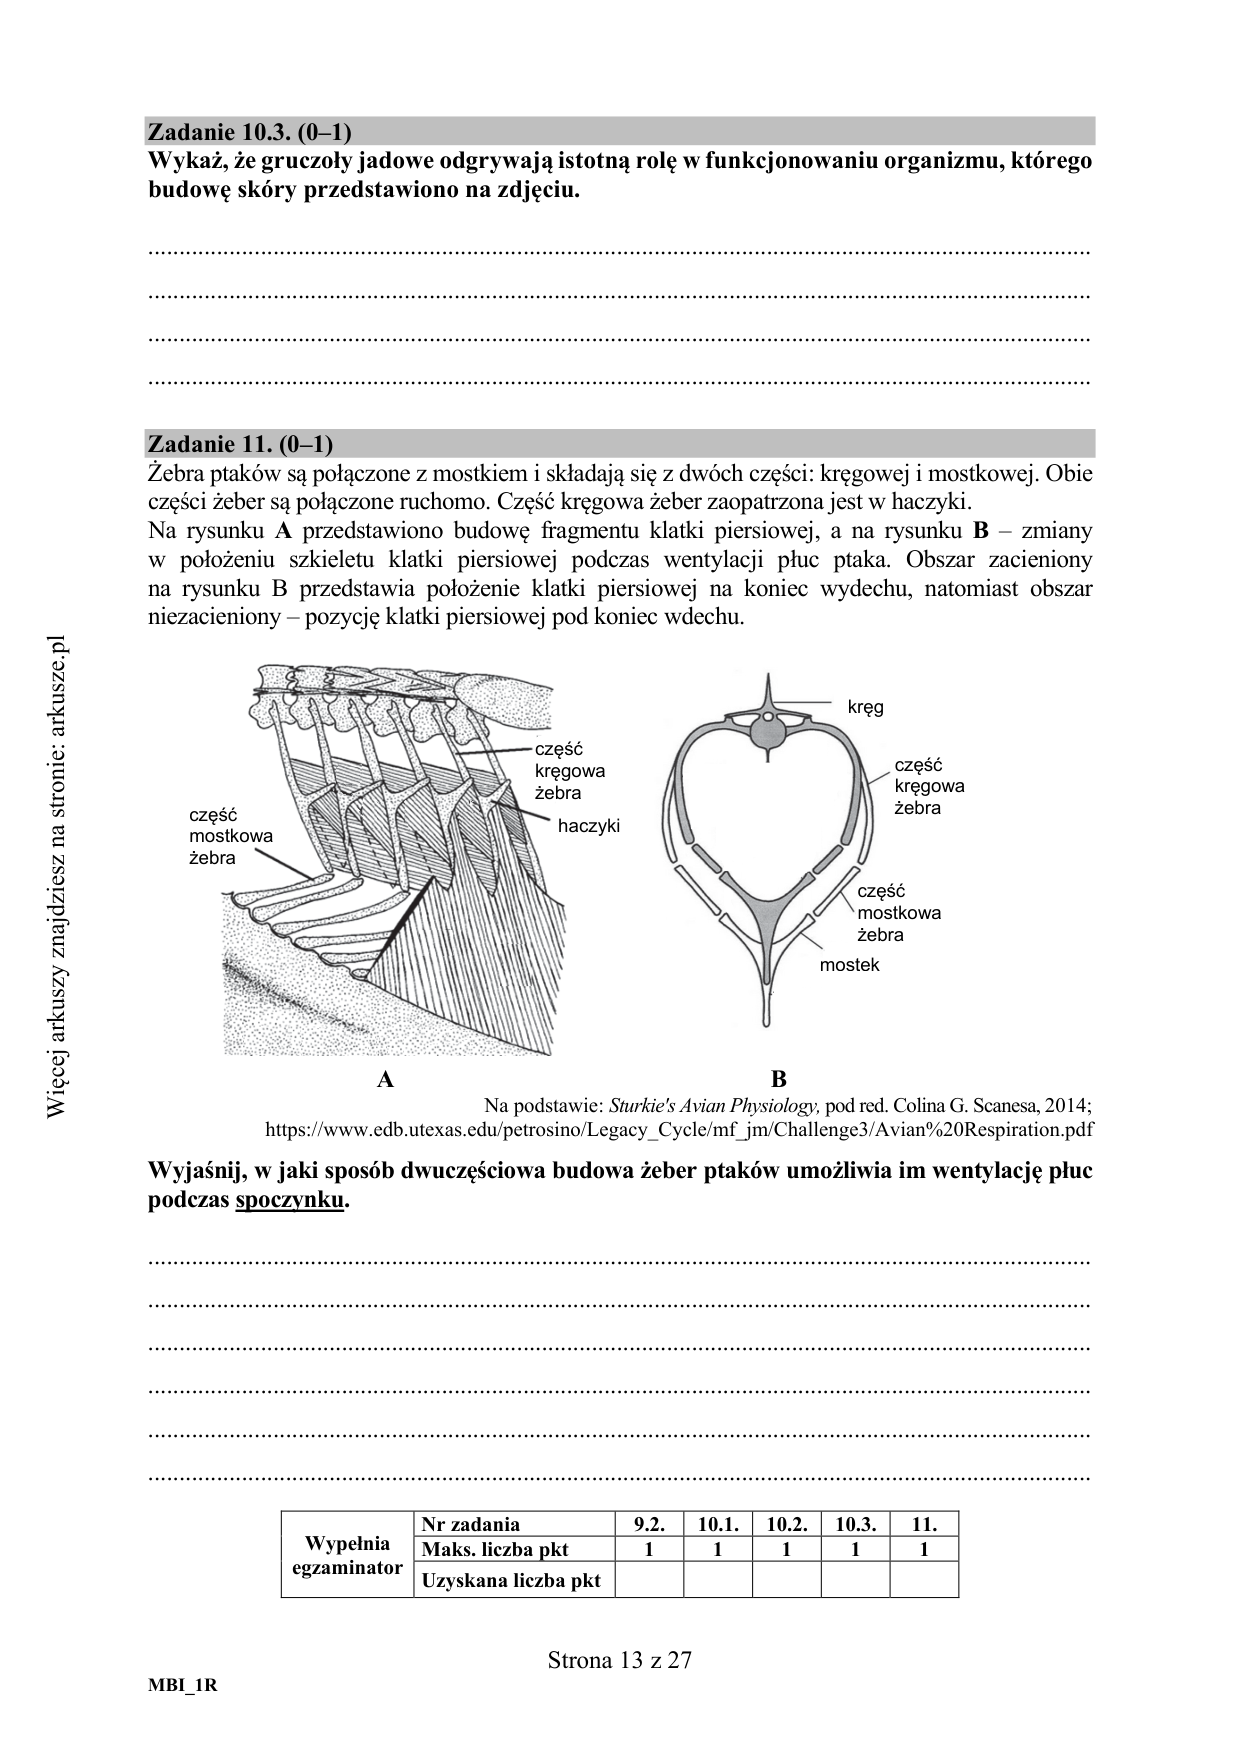 Zadanie 10.3. (0–1)
Wykaż, że gruczoły jadowe odgrywają istotną rolę w funkcjonowaniu organizmu, którego
budowę skóry przedstawiono na zdjęciu.
Zadanie 11. (0–1)
Żebra ptaków są połączone z mostkiem i składają się z dwóch części: kręgowej i mostkowej. Obie
części żeber są połączone ruchomo. Część kręgowa żeber zaopatrzona jest w haczyki.
Na rysunku A przedstawiono budowę fragmentu klatki piersiowej, a na rysunku B – zmiany
w położeniu szkieletu klatki piersiowej podczas wentylacji płuc ptaka. Obszar zacieniony
na rysunku B przedstawia położenie klatki piersiowej na koniec wydechu, natomiast obszar
niezacieniony – pozycję klatki piersiowej pod koniec wdechu.
część
kręgowa
żebra
haczyki
część
mostkowa
żebra
A
kręg
część
kręgowa
żebra
część
mostkowa
żebra
mostek
B
Na podstawie: Sturkie's Avian Physiology, pod red. Colina G. Scanesa, 2014;
https://www.edb.utexas.edu/petrosino/Legacy_Cycle/mf_jm/Challenge3/Avian%20Respiration.pdf
Wyjaśnij, w jaki sposób dwuczęściowa budowa żeber ptaków umożliwia im wentylację płuc
podczas spoczynku.
Wypełnia
egzaminator
Nr zadania 9.2. 10.1. 10.2. 10.3. 11.
Maks. liczba pkt 1 1 1 1 1
Uzyskana liczba pkt
Strona 13 z 27
MBI_1R
Więcej arkuszy znajdziesz na stronie: arkusze.pl